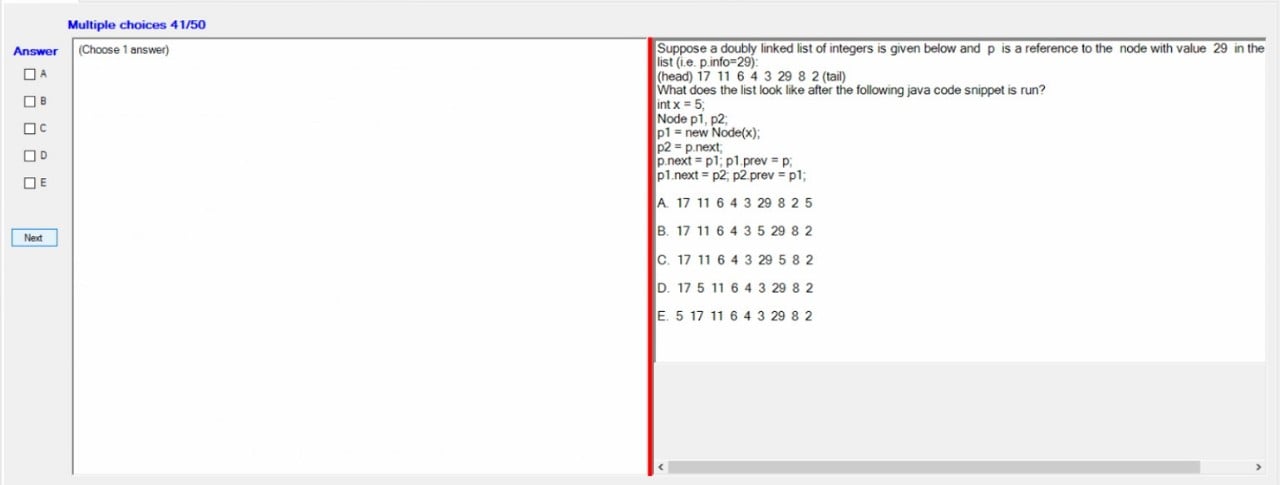 Multiple choices 41/50
Answer
(Choose 1 answer)
A
B
C
D
E
Next
Suppose a doubly linked list of integers is given below and p is a reference to the node with value 29 in the
list (i.e. p.info=29):
(head) 17 11 6 4 3 29 8 2 (tail)
What does the list look like after the following java code snippet is run?
int x = 5;
Node p1, p2;
p1 = new Node(x);
p2 = p.next;
p.next = p1; p1.prev = p;
p1.next = p2; p2.prev = p1;
A. 17 11 6 4 3 29 8 2 5
B. 17 11 6 4 3 5 29 8 2
C. 17 11 6 4 3 29 5 8 2
D. 17 5 11 6 4 3 29 8 2
E. 5 17 11 6 4 3 29 8 2